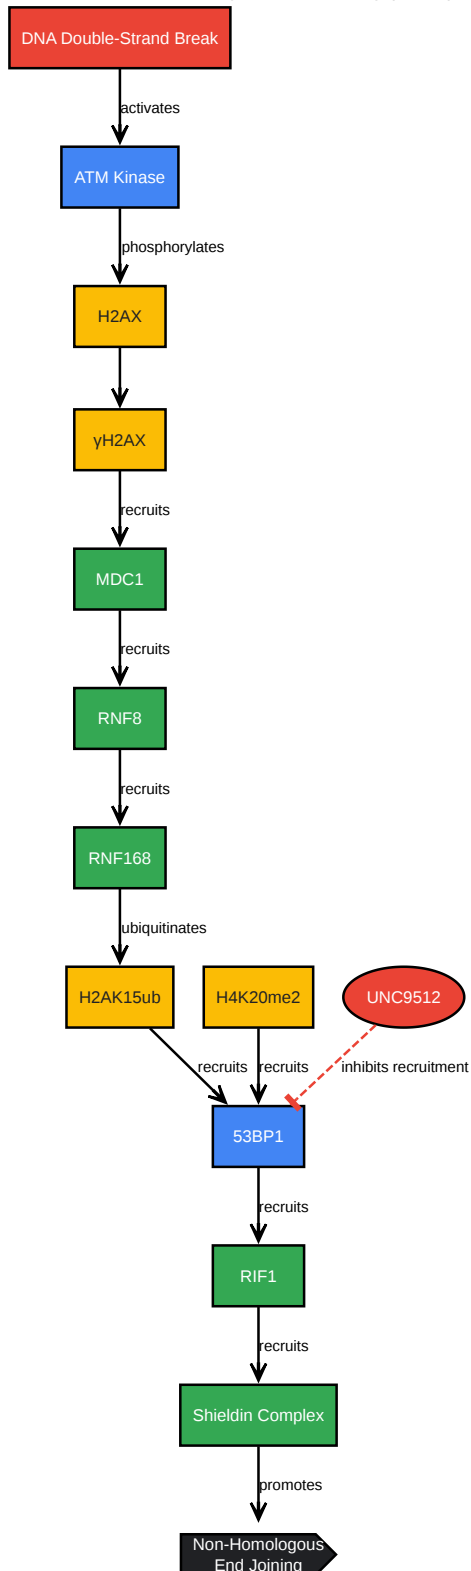 DNA Double-Strand Break
activates
ATM Kinase
phosphorylates
H2AX
γH2AX
recruits
MDC1
recruits
RNF8
recruits
RNF168
ubiquitinates
H2AK15ub
H4K20me2
UNC9512
recruits
recruits
inhibits recruitment
53BP1
recruits
RIF1
recruits
Shieldin Complex
promotes
Non-Homologous
End Joining